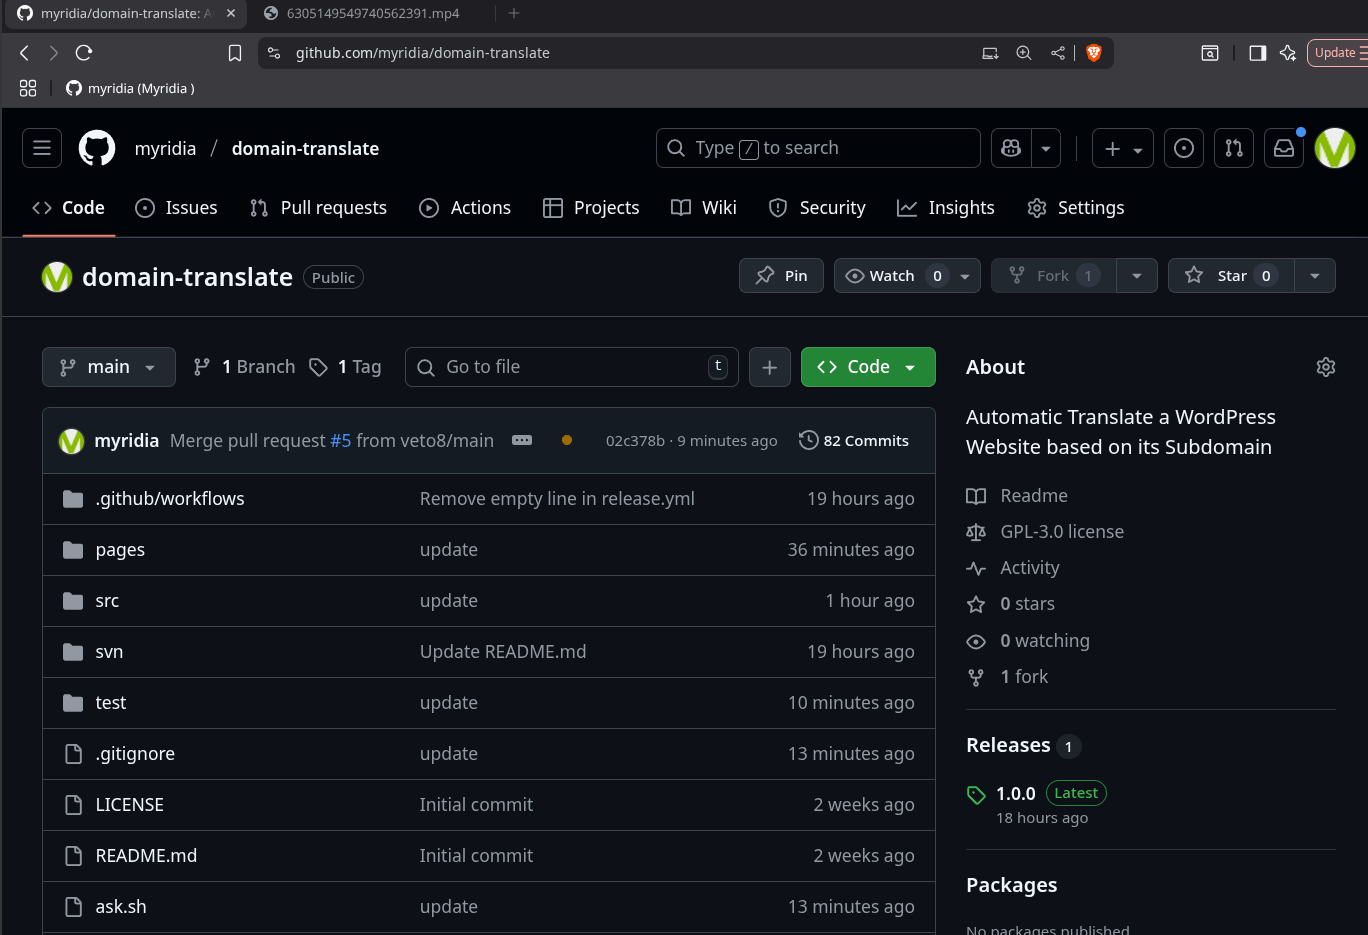 myridia/domain-translate: A
6305149549740562391.mp4
github.com/myridia/domain-translate
Update
myridia (Myridia )
myridia / domain-translate
Type / to search
Code
Issues
Pull requests
Actions
Projects
Wiki
Security
Insights
Settings
domain-translate Public
Pin
Watch 0
Fork 1
Star 0
main
1 Branch
1 Tag
Go to file t
Code
myridia Merge pull request #5 from veto8/main 02c378b · 9 minutes ago 82 Commits
.github/workflows Remove empty line in release.yml 19 hours ago
pages update 36 minutes ago
src update 1 hour ago
svn Update README.md 19 hours ago
test update 10 minutes ago
.gitignore update 13 minutes ago
LICENSE Initial commit 2 weeks ago
README.md Initial commit 2 weeks ago
ask.sh update 13 minutes ago
About
Automatic Translate a WordPress
Website based on its Subdomain
Readme
GPL-3.0 license
Activity
0 stars
0 watching
1 fork
Releases 1
1.0.0 Latest
18 hours ago
Packages
No packages published